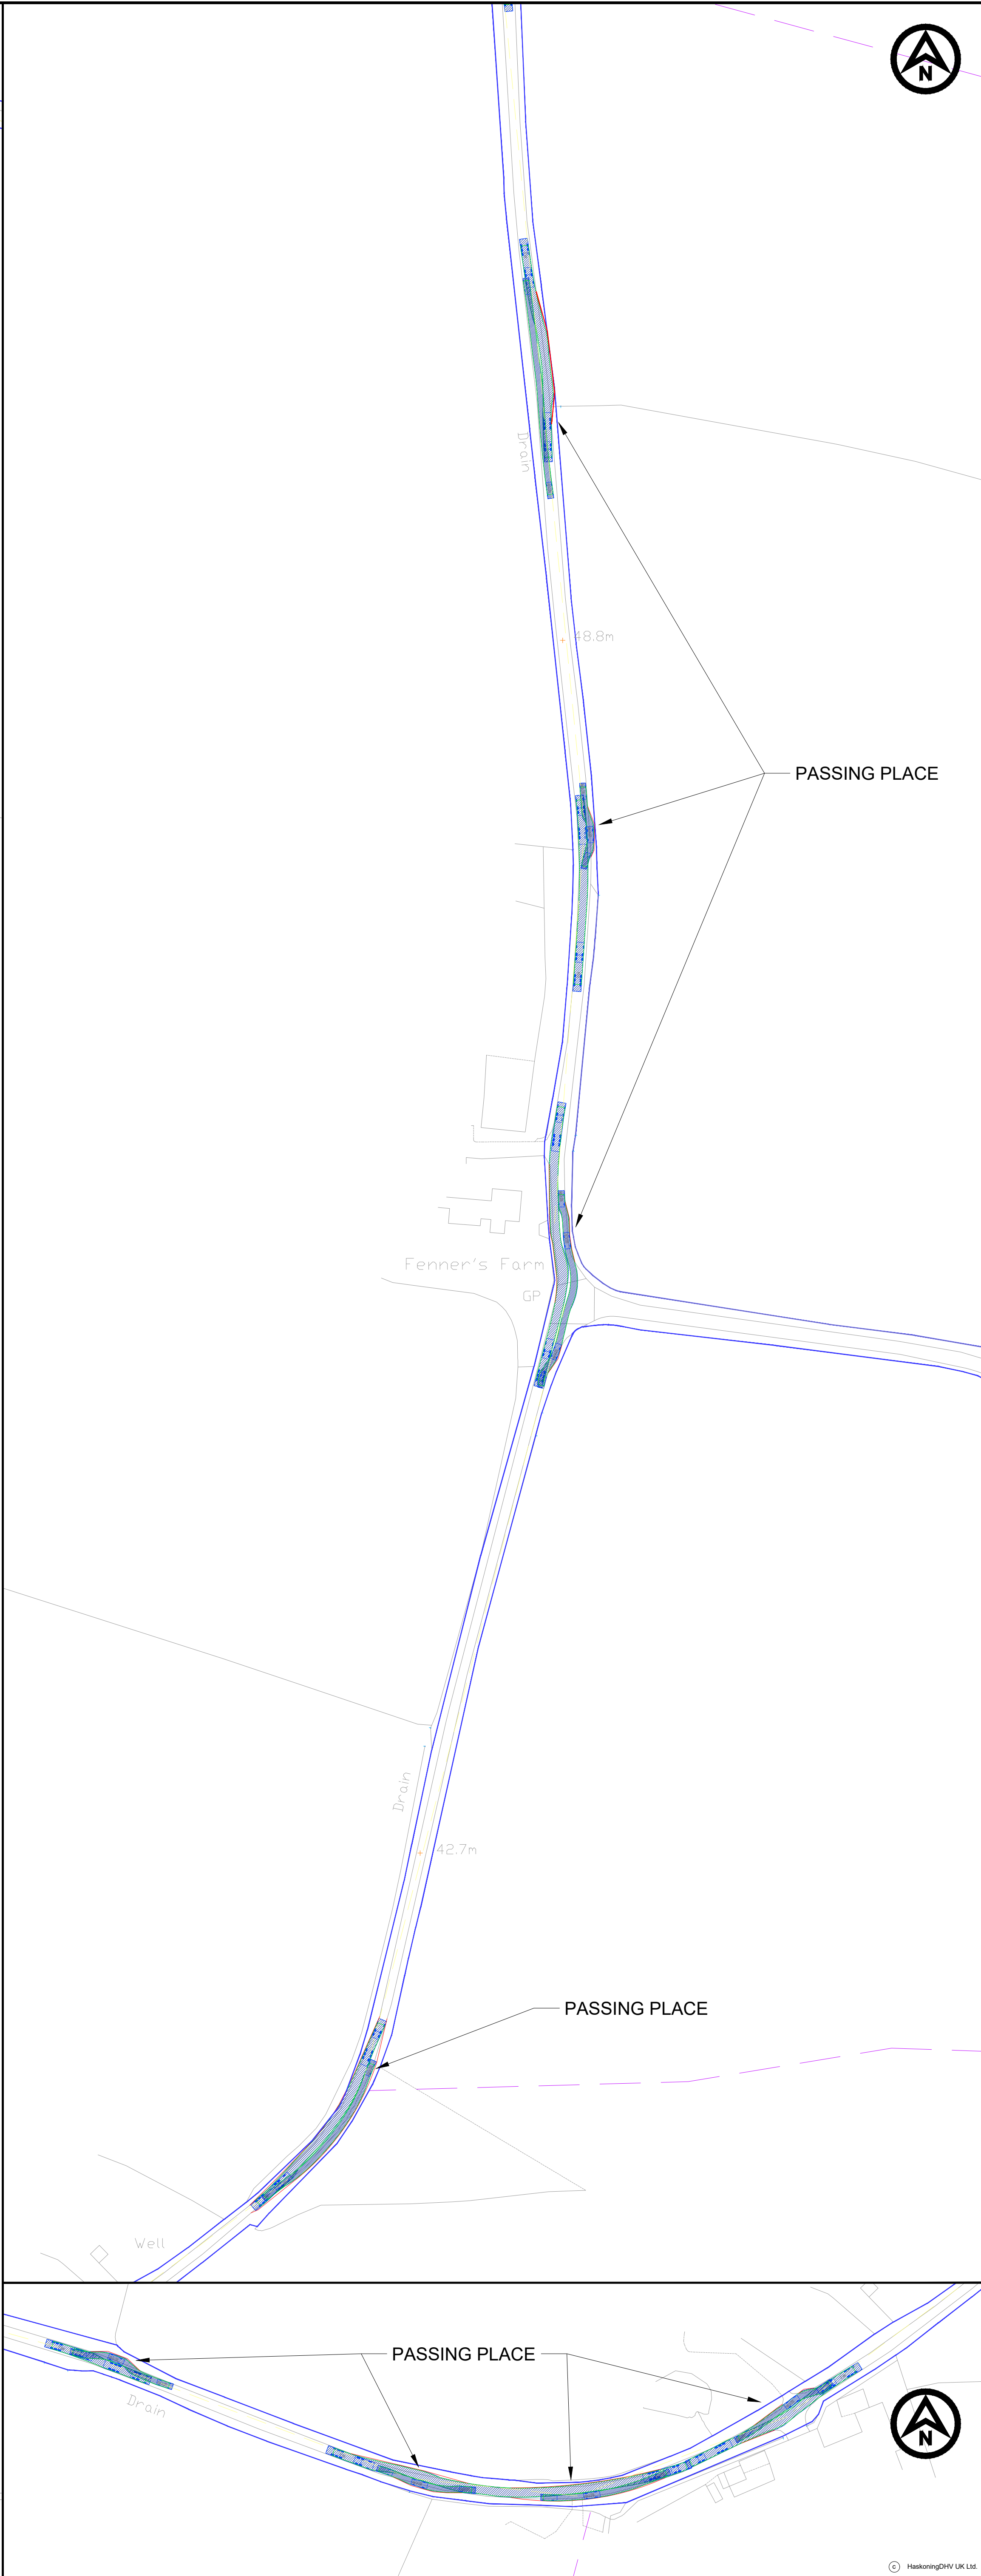 N
Drain
48.8m
PASSING PLACE
Fenner's Farm
GP
Drain
42.7m
PASSING PLACE
Well
PASSING PLACE
Drain
N
c HaskoningDHV UK Ltd.